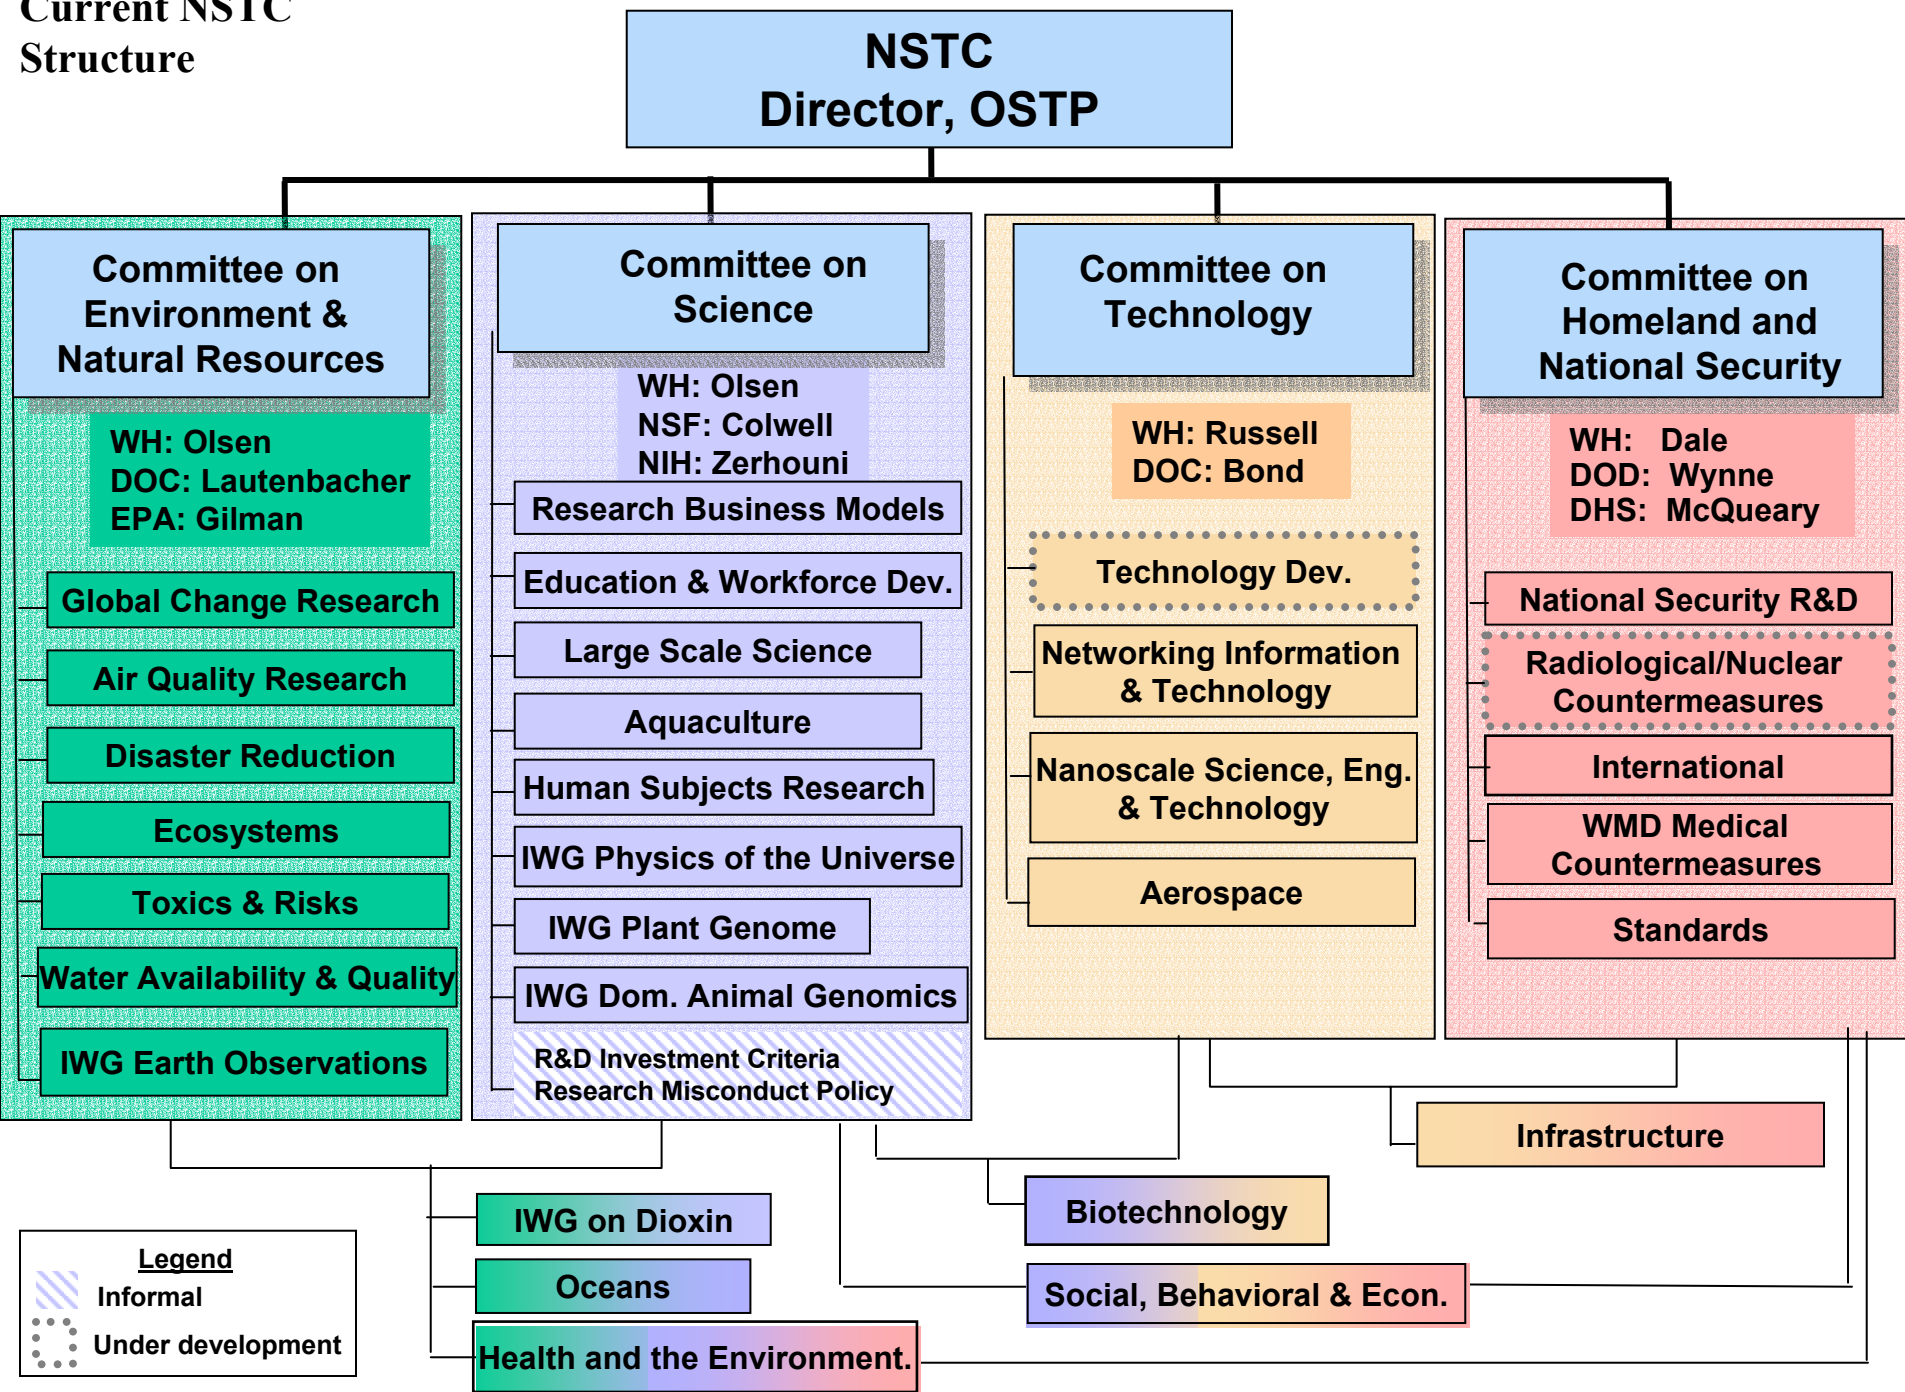 Current NSTC
Structure
NSTC
Director, OSTP
Committee on
Environment &
Natural Resources
WH: Olsen
DOC: Lautenbacher
EPA: Gilman
Global Change Research
Air Quality Research
Disaster Reduction
Ecosystems
Toxics & Risks
Water Availability & Quality
IWG Earth Observations
Committee on
Science
WH: Olsen
NSF: Colwell
NIH: Zerhouni
Research Business Models
Education & Workforce Dev.
Large Scale Science
Aquaculture
Human Subjects Research
IWG Physics of the Universe
IWG Plant Genome
IWG Dom. Animal Genomics
R&D Investment Criteria
Research Misconduct Policy
Committee on
Technology
WH: Russell
DOC: Bond
Technology Dev.
Networking Information
& Technology
Nanoscale Science, Eng.
& Technology
Aerospace
Committee on
Homeland and
National Security
WH: Dale
DOD: Wynne
DHS: McQueary
National Security R&D
Radiological/Nuclear
Countermeasures
International
WMD Medical
Countermeasures
Standards
Infrastructure
IWG on Dioxin
Biotechnology
Oceans
Social, Behavioral & Econ.
Health and the Environment.
Legend
Informal
Under development